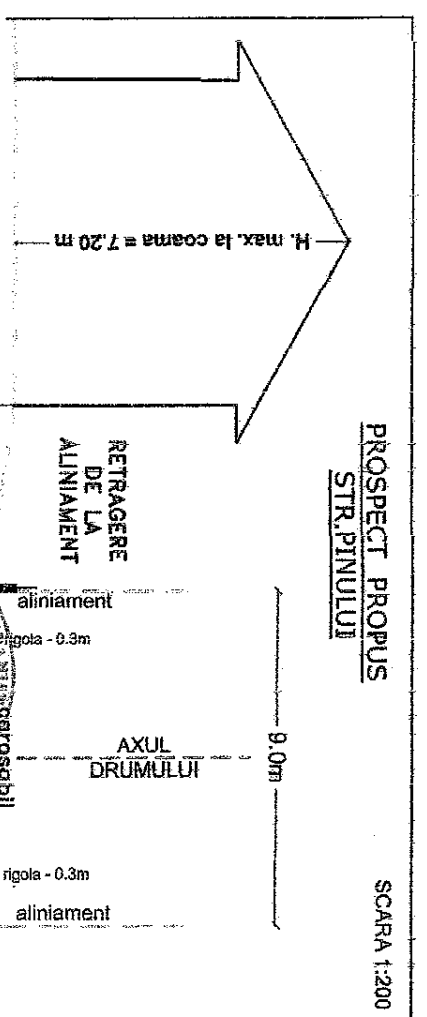 PROSPECT PROPUS
STR.PINULUI
SCARA 1:200
H. max. la coama = 7.20 m
RETRAGERE
DE LA
ALINIAMENT
9.0m
aliniament
rigola - 0.3m
AXUL
DRUMULUI
carosabil
rigola - 0.3m
aliniament